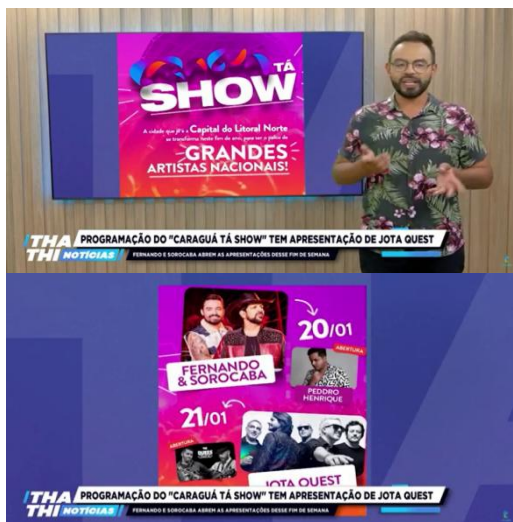 CARAGUÁ
TÁ
SHOW
A cidade que já é a Capital do Litoral Norte
se transforma neste fim de ano, para ser o palco de
GRANDES
ARTISTAS NACIONAIS!
THA
THI NOTÍCIAS
PROGRAMAÇÃO DO "CARAGUÁ TÁ SHOW" TEM APRESENTAÇÃO DE JOTA QUEST
FERNANDO E SOROCABA ABREM AS APRESENTAÇÕES DESSE FIM DE SEMANA
20/01
FERNANDO
& SOROCABA
ABERTURA
PEDDRO
HENRIQUE
21/01
ABERTURA
JOTA QUEST
THA
THI NOTÍCIAS
PROGRAMAÇÃO DO "CARAGUÁ TÁ SHOW" TEM APRESENTAÇÃO DE JOTA QUEST
FERNANDO E SOROCABA ABREM AS APRESENTAÇÕES DESSE FIM DE SEMANA